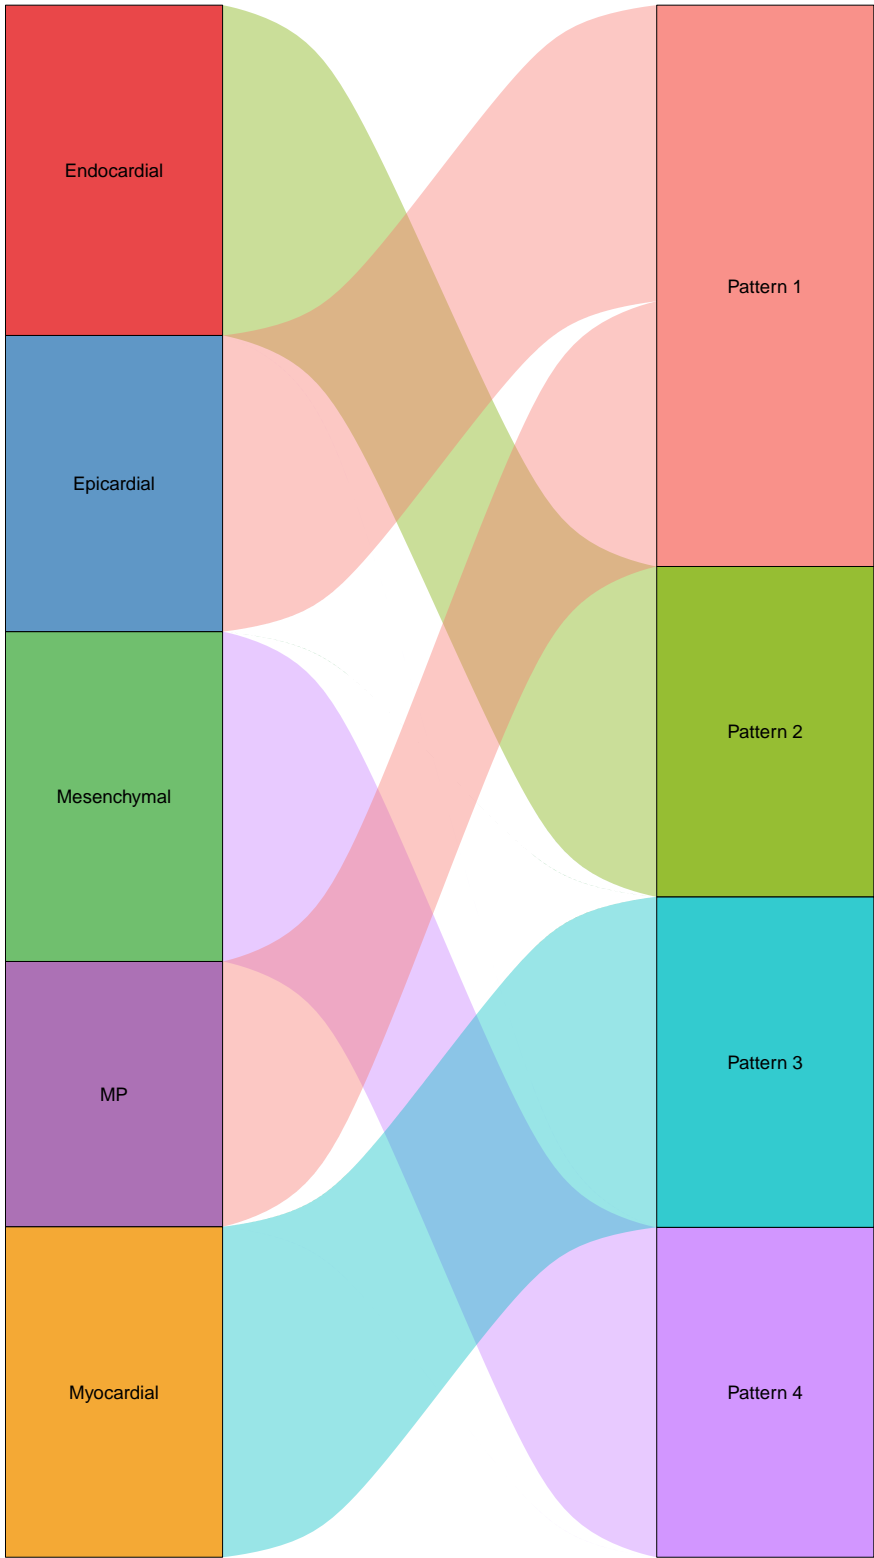 Endocardial
Epicardial
Mesenchymal
MP
Myocardial
Pattern 1
Pattern 2
Pattern 3
Pattern 4